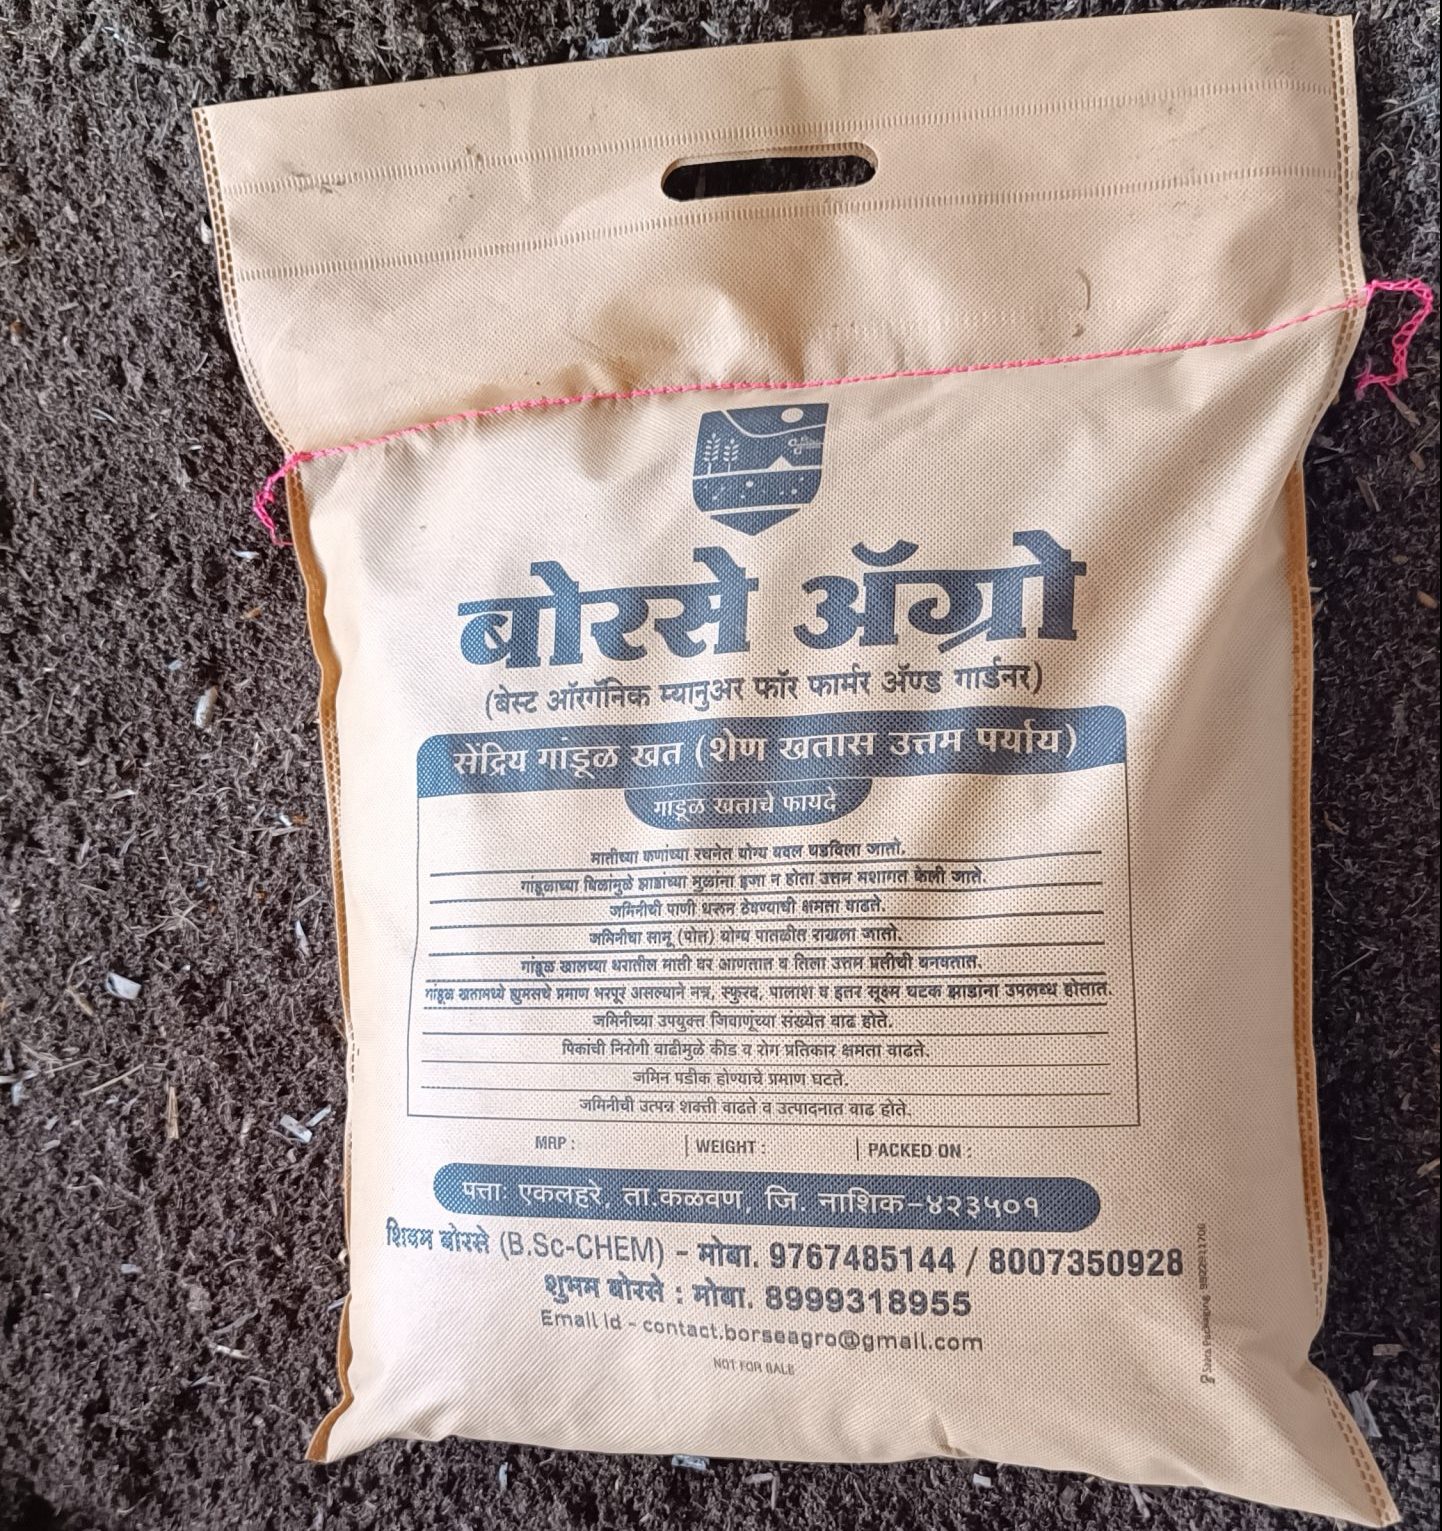 बोरसे ॲग्रो
(बेस्ट ऑरगॅनिक म्यानुअर फॉर फार्मर ॲण्ड गार्डनर)
सेंद्रिय गांडूळ खत (शेण खतास उत्तम पर्याय)
गांडूळ खताचे फायदे
मातीच्या कणांच्या रचनेत योग्य बदल घडविला जातो.
गांडूळाच्या बिळांमुळे झाडांच्या मुळांना इजा न होता उत्तम मशागत केली जाते.
जमिनीची पाणी धरुन ठेवण्याची क्षमता वाढते.
जमिनीचा सामू (पोत) योग्य पातळीत राखला जातो.
गांडूळ खालच्या थरातील माती वर आणतात व तिला उत्तम प्रतीची बनवतात.
गांडूळ खतामध्ये ह्युमसचे प्रमाण भरपूर असल्याने नत्र, स्फुरद, पालाश व इतर सूक्ष्म घटक झाडांना उपलब्ध होतात.
जमिनीच्या उपयुक्त जिवाणूंच्या संख्येत वाढ होते.
पिकांची निरोगी वाढीमुळे कीड व रोग प्रतिकार क्षमता वाढते.
जमिन पडीक होण्याचे प्रमाण घटते.
जमिनीची उत्पन्न शक्ती वाढते व उत्पादनात वाढ होते.
MRP : | WEIGHT : | PACKED ON :
पत्ता: एकलहरे, ता.कळवण, जि. नाशिक-४२३५०१
शिवम बोरसे (B.Sc-CHEM) - मोबा. 9767485144 / 8007350928
शुभम बोरसे : मोबा. 8999318955
Email Id - contact.borseagro@gmail.com
NOT FOR SALE
Packaging